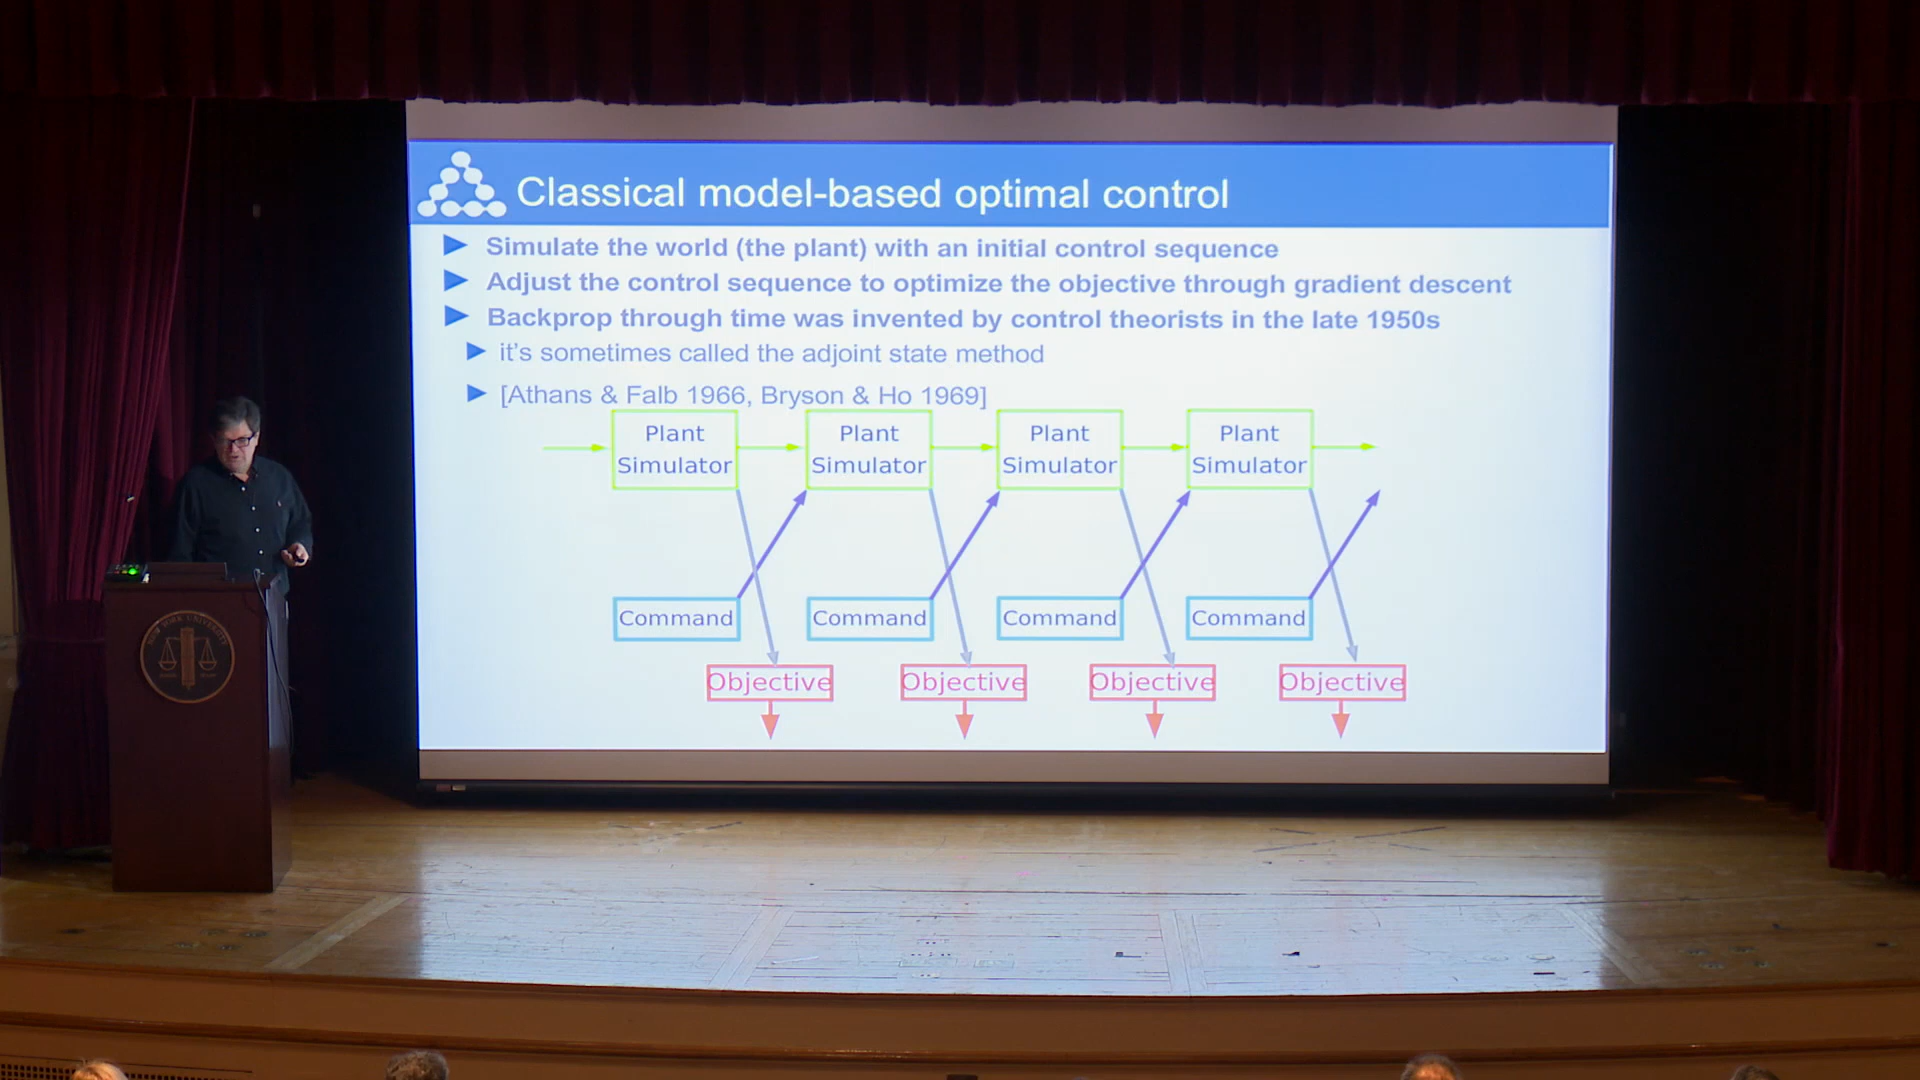 Classical model-based optimal control
Simulate the world (the plant) with an initial control sequence
Adjust the control sequence to optimize the objective through gradient descent
Backprop through time was invented by control theorists in the late 1950s
it's sometimes called the adjoint state method
[Athans & Falb 1966, Bryson & Ho 1969]
Plant
Simulator
Plant
Simulator
Plant
Simulator
Plant
Simulator
Command
Command
Command
Command
Objective
Objective
Objective
Objective
NEW YORK UNIVERSITY